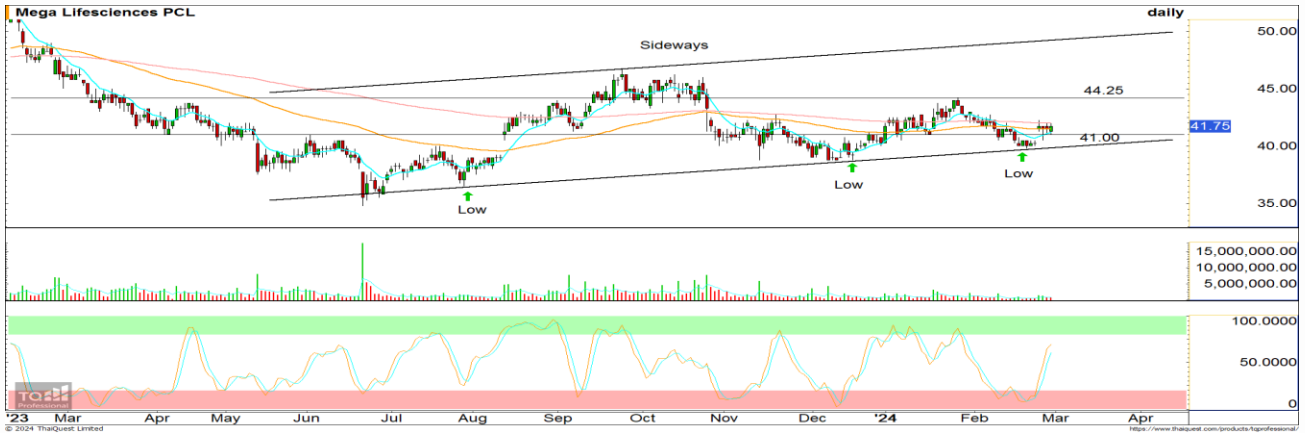 Mega Lifesciences PCL
daily
Sideways
50.00
44.25
45.00
41.75
41.00
40.00
Low
Low
Low
35.00
15,000,000.00
10,000,000.00
5,000,000.00
100.0000
50.0000
0
TQ
Professional
'23 Mar Apr May Jun Jul Aug Sep Oct Nov Dec '24 Feb Mar Apr
© 2024 ThaiQuest Limited
https://www.thaiquest.com/products/tqprofessional/